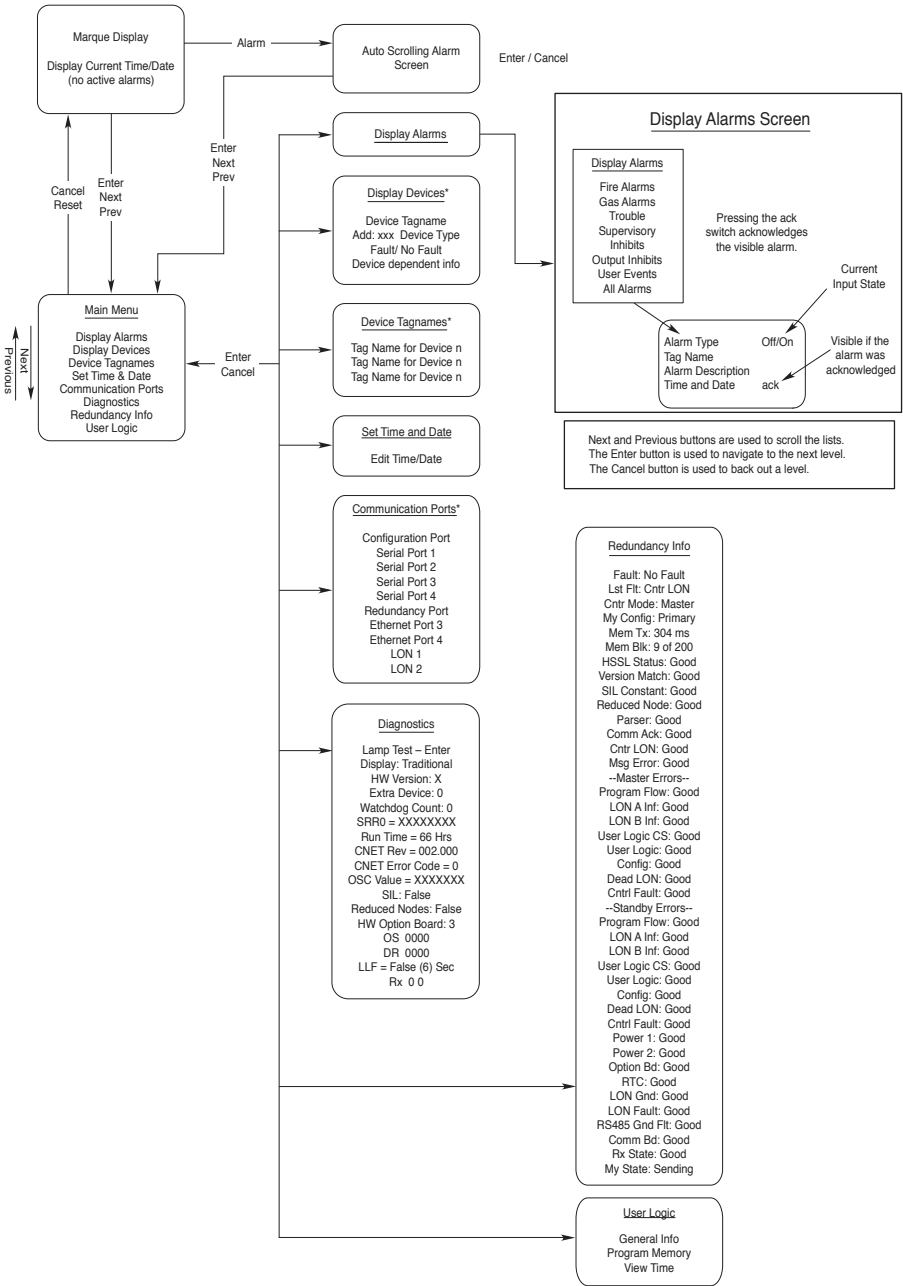 Marque Display
Display Current Time/Date
(no active alarms)
Alarm
Auto Scrolling Alarm
Screen
Enter / Cancel
Cancel
Reset
Enter
Next
Prev
Enter
Next
Prev
Main Menu
Display Alarms
Display Devices
Device Tagnames
Set Time & Date
Communication Ports
Diagnostics
Redundancy Info
User Logic
Next
Previous
Enter
Cancel
Display Alarms
Display Devices*
Device Tagname
Add: xxx Device Type
Fault/ No Fault
Device dependent info
Device Tagnames*
Tag Name for Device n
Tag Name for Device n
Tag Name for Device n
Set Time and Date
Edit Time/Date
Communication Ports*
Configuration Port
Serial Port 1
Serial Port 2
Serial Port 3
Serial Port 4
Redundancy Port
Ethernet Port 3
Ethernet Port 4
LON 1
LON 2
Diagnostics
Lamp Test – Enter
Display: Traditional
HW Version: X
Extra Device: 0
Watchdog Count: 0
SRR0 = XXXXXXXX
Run Time = 66 Hrs
CNET Rev = 002.000
CNET Error Code = 0
OSC Value = XXXXXXX
SIL: False
Reduced Nodes: False
HW Option Board: 3
OS 0000
DR 0000
LLF = False (6) Sec
Rx 0 0
Display Alarms Screen
Display Alarms
Fire Alarms
Gas Alarms
Trouble
Supervisory
Inhibits
Output Inhibits
User Events
All Alarms
Pressing the ack
switch acknowledges
the visible alarm.
Current
Input State
Alarm Type Off/On
Tag Name
Alarm Description
Time and Date ack
Visible if the
alarm was
acknowledged
Next and Previous buttons are used to scroll the lists.
The Enter button is used to navigate to the next level.
The Cancel button is used to back out a level.
Redundancy Info
Fault: No Fault
Lst Flt: Cntr LON
Cntr Mode: Master
My Config: Primary
Mem Tx: 304 ms
Mem Blk: 9 of 200
HSSL Status: Good
Version Match: Good
SIL Constant: Good
Reduced Node: Good
Parser: Good
Comm Ack: Good
Cntr LON: Good
Msg Error: Good
--Master Errors--
Program Flow: Good
LON A Inf: Good
LON B Inf: Good
User Logic CS: Good
User Logic: Good
Config: Good
Dead LON: Good
Cntrl Fault: Good
--Standby Errors--
Program Flow: Good
LON A Inf: Good
LON B Inf: Good
User Logic CS: Good
User Logic: Good
Config: Good
Dead LON: Good
Cntrl Fault: Good
Power 1: Good
Power 2: Good
Option Bd: Good
RTC: Good
LON Gnd: Good
LON Fault: Good
RS485 Gnd Flt: Good
Comm Bd: Good
Rx State: Good
My State: Sending
User Logic
General Info
Program Memory
View Time